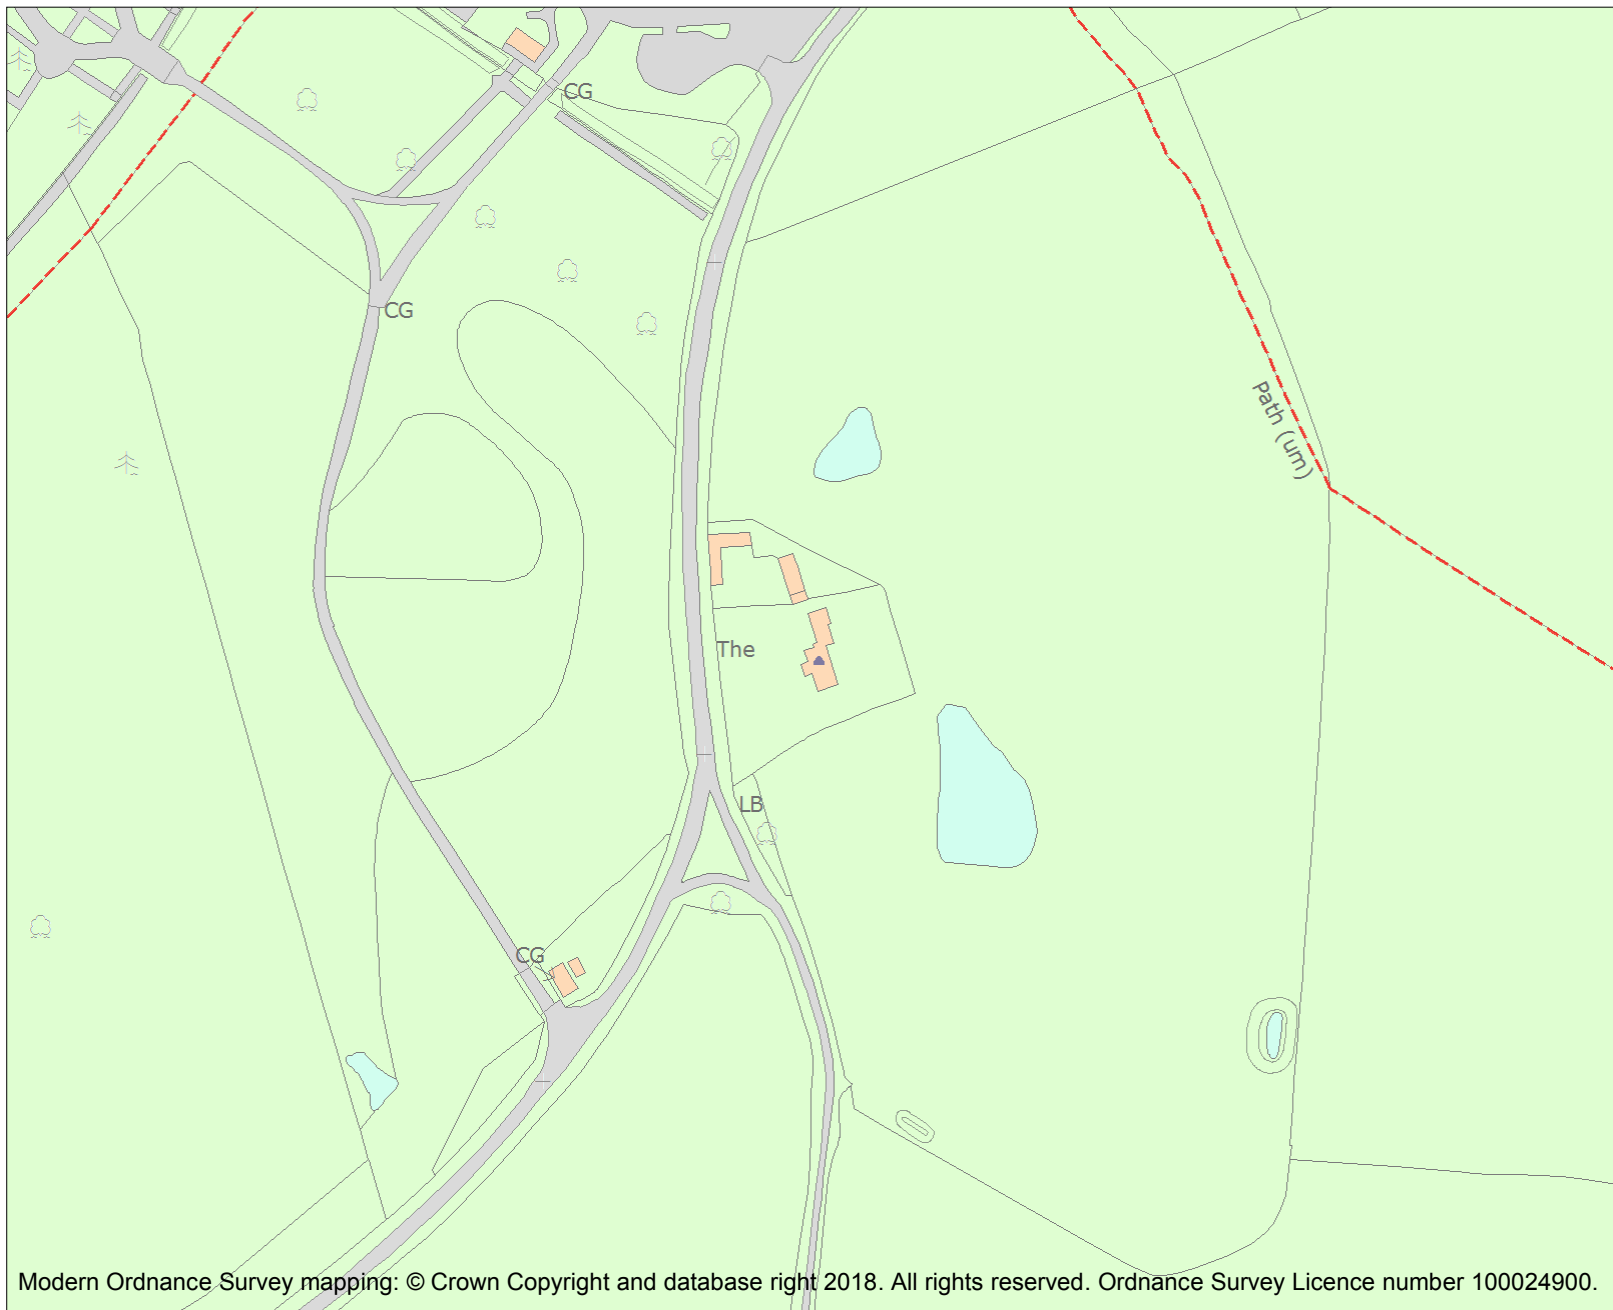 CG
CG
Path (um)
The
LB
CG
Modern Ordnance Survey mapping: © Crown Copyright and database right 2018. All rights reserved. Ordnance Survey Licence number 100024900.